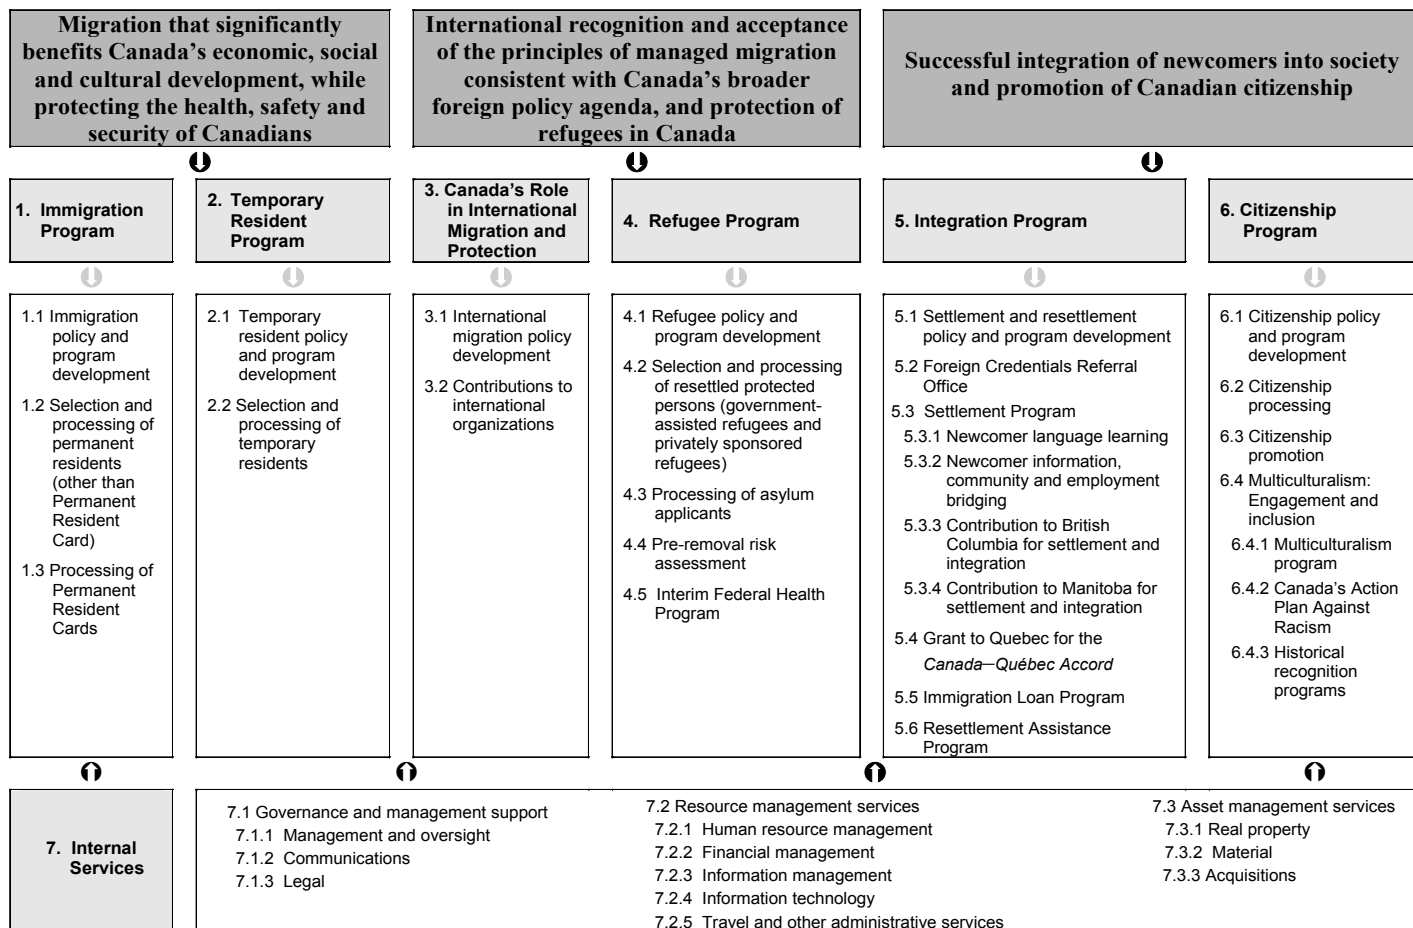 Migration that significantly
benefits Canada's economic, social
and cultural development, while
protecting the health, safety and
security of Canadians
International recognition and acceptance
of the principles of managed migration
consistent with Canada's broader
foreign policy agenda, and protection of
refugees in Canada
Successful integration of newcomers into society
and promotion of Canadian citizenship
1. Immigration
Program
2. Temporary
Resident
Program
3. Canada's Role
in International
Migration and
Protection
4. Refugee Program
5. Integration Program
6. Citizenship
Program
1.1 Immigration
policy and
program
development
1.2 Selection and
processing of
permanent
residents
(other than
Permanent
Resident
Card)
1.3 Processing of
Permanent
Resident
Cards
2.1 Temporary
resident policy
and program
development
2.2 Selection and
processing of
temporary
residents
3.1 International
migration policy
development
3.2 Contributions to
international
organizations
4.1 Refugee policy and
program development
4.2 Selection and processing
of resettled protected
persons (government-
assisted refugees and
privately sponsored
refugees)
4.3 Processing of asylum
applicants
4.4 Pre-removal risk
assessment
4.5 Interim Federal Health
Program
5.1 Settlement and resettlement
policy and program development
5.2 Foreign Credentials Referral
Office
5.3 Settlement Program
5.3.1 Newcomer language learning
5.3.2 Newcomer information,
community and employment
bridging
5.3.3 Contribution to British
Columbia for settlement and
integration
5.3.4 Contribution to Manitoba for
settlement and integration
5.4 Grant to Quebec for the
Canada—Québec Accord
5.5 Immigration Loan Program
5.6 Resettlement Assistance
Program
6.1 Citizenship policy
and program
development
6.2 Citizenship
processing
6.3 Citizenship
promotion
6.4 Multiculturalism:
Engagement and
inclusion
6.4.1 Multiculturalism
program
6.4.2 Canada's Action
Plan Against
Racism
6.4.3 Historical
recognition
programs
7. Internal
Services
7.1 Governance and management support
7.1.1 Management and oversight
7.1.2 Communications
7.1.3 Legal
7.2 Resource management services
7.2.1 Human resource management
7.2.2 Financial management
7.2.3 Information management
7.2.4 Information technology
7.2.5 Travel and other administrative services
7.3 Asset management services
7.3.1 Real property
7.3.2 Material
7.3.3 Acquisitions